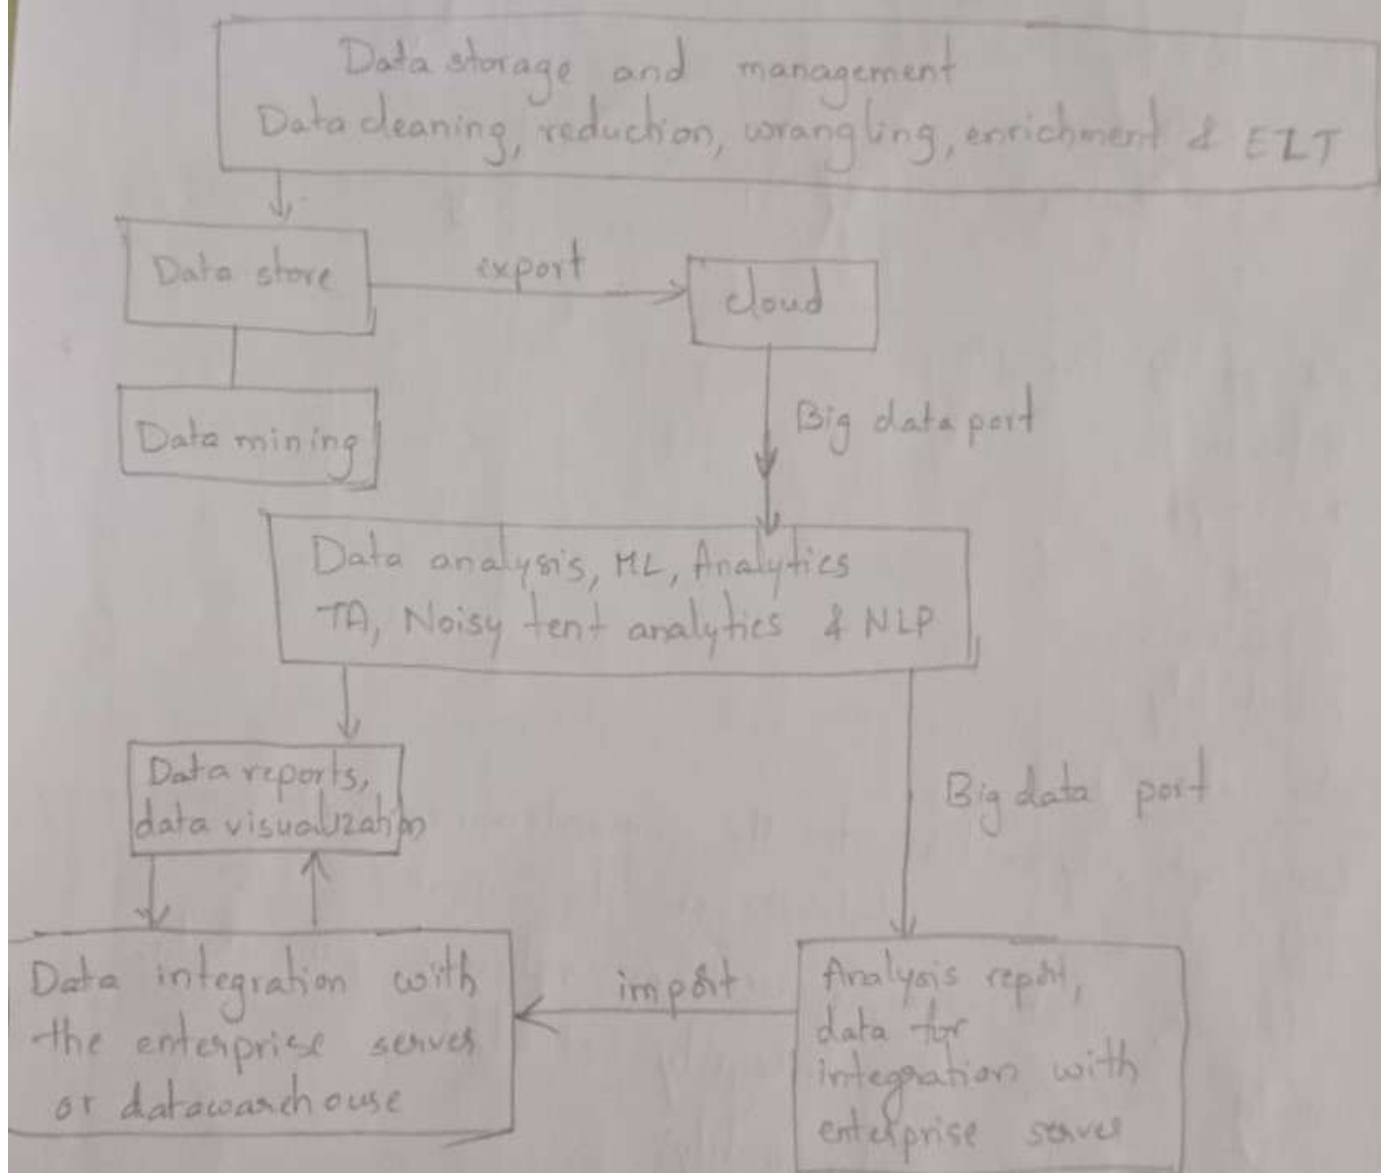 Data storage and management
Data cleaning, reduction, wrangling, enrichment & ELT
Data store
export
cloud
Data mining
Big data port
Data analysis, ML, Analytics
TA, Noisy tent analytics & NLP
Data reports,
data visualization
Big data port
Data integration with
the enterprise server
or datawarehouse
import
Analysis report,
data for
integration with
enterprise server